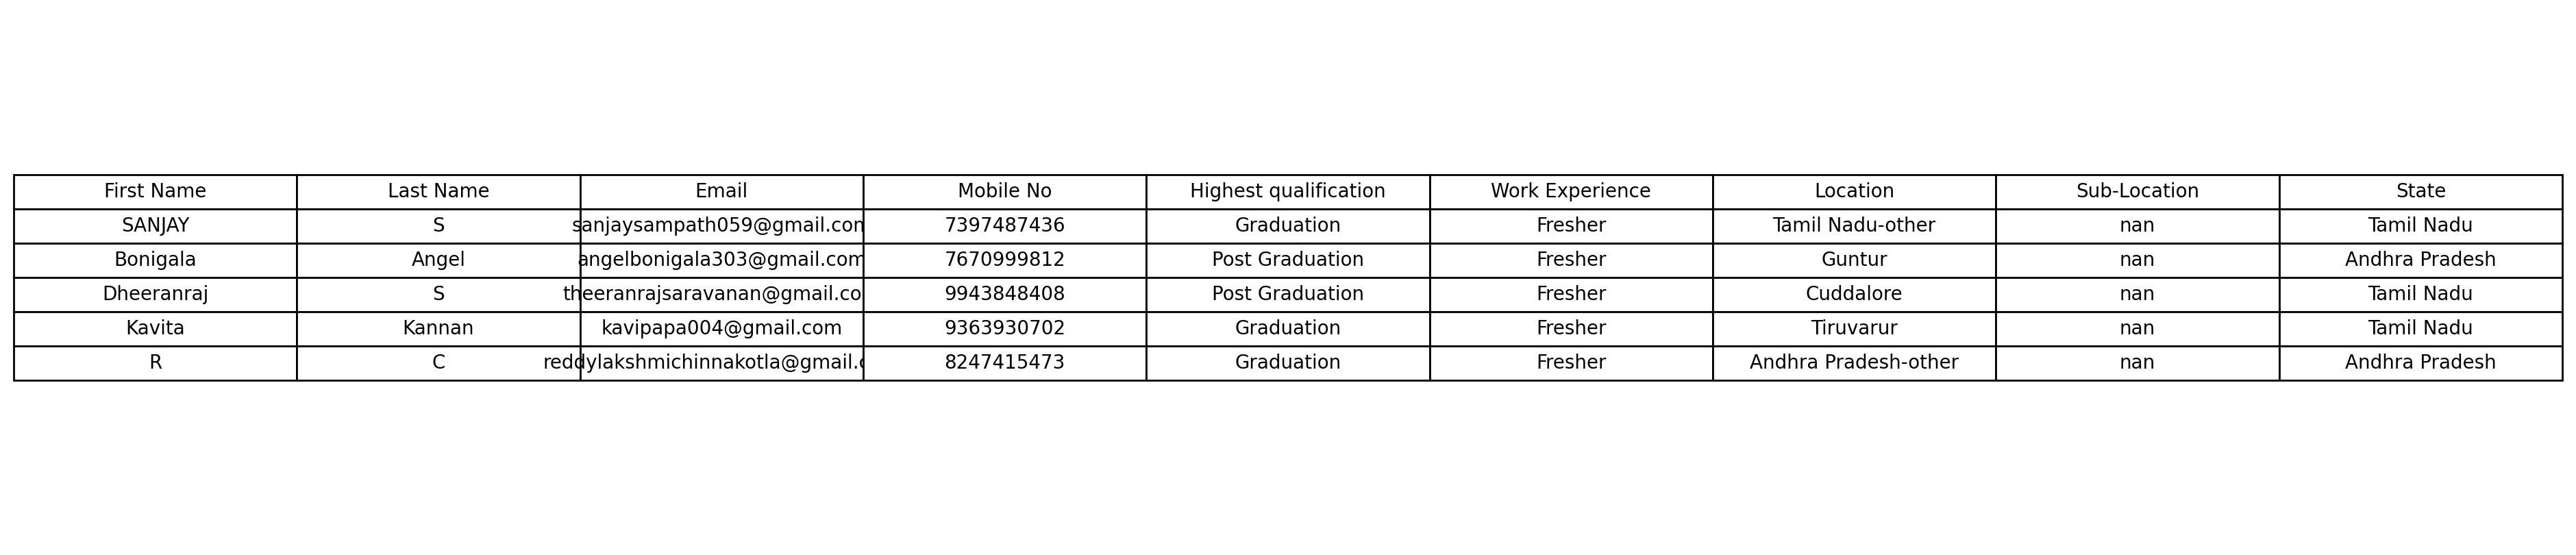 First Name Last Name Email Mobile No Highest qualification Work Experience Location Sub-Location State
SANJAY S sanjaysampath059@gmail.com 7397487436 Graduation Fresher Tamil Nadu-other nan Tamil Nadu
Bonigala Angel angelbonigala303@gmail.com 7670999812 Post Graduation Fresher Guntur nan Andhra Pradesh
Dheeranraj S theeranrajsaravanan@gmail.co 9943848408 Post Graduation Fresher Cuddalore nan Tamil Nadu
Kavita Kannan kavipapa004@gmail.com 9363930702 Graduation Fresher Tiruvarur nan Tamil Nadu
R C reddylakshmichinnakotla@gmail.c 8247415473 Graduation Fresher Andhra Pradesh-other nan Andhra Pradesh